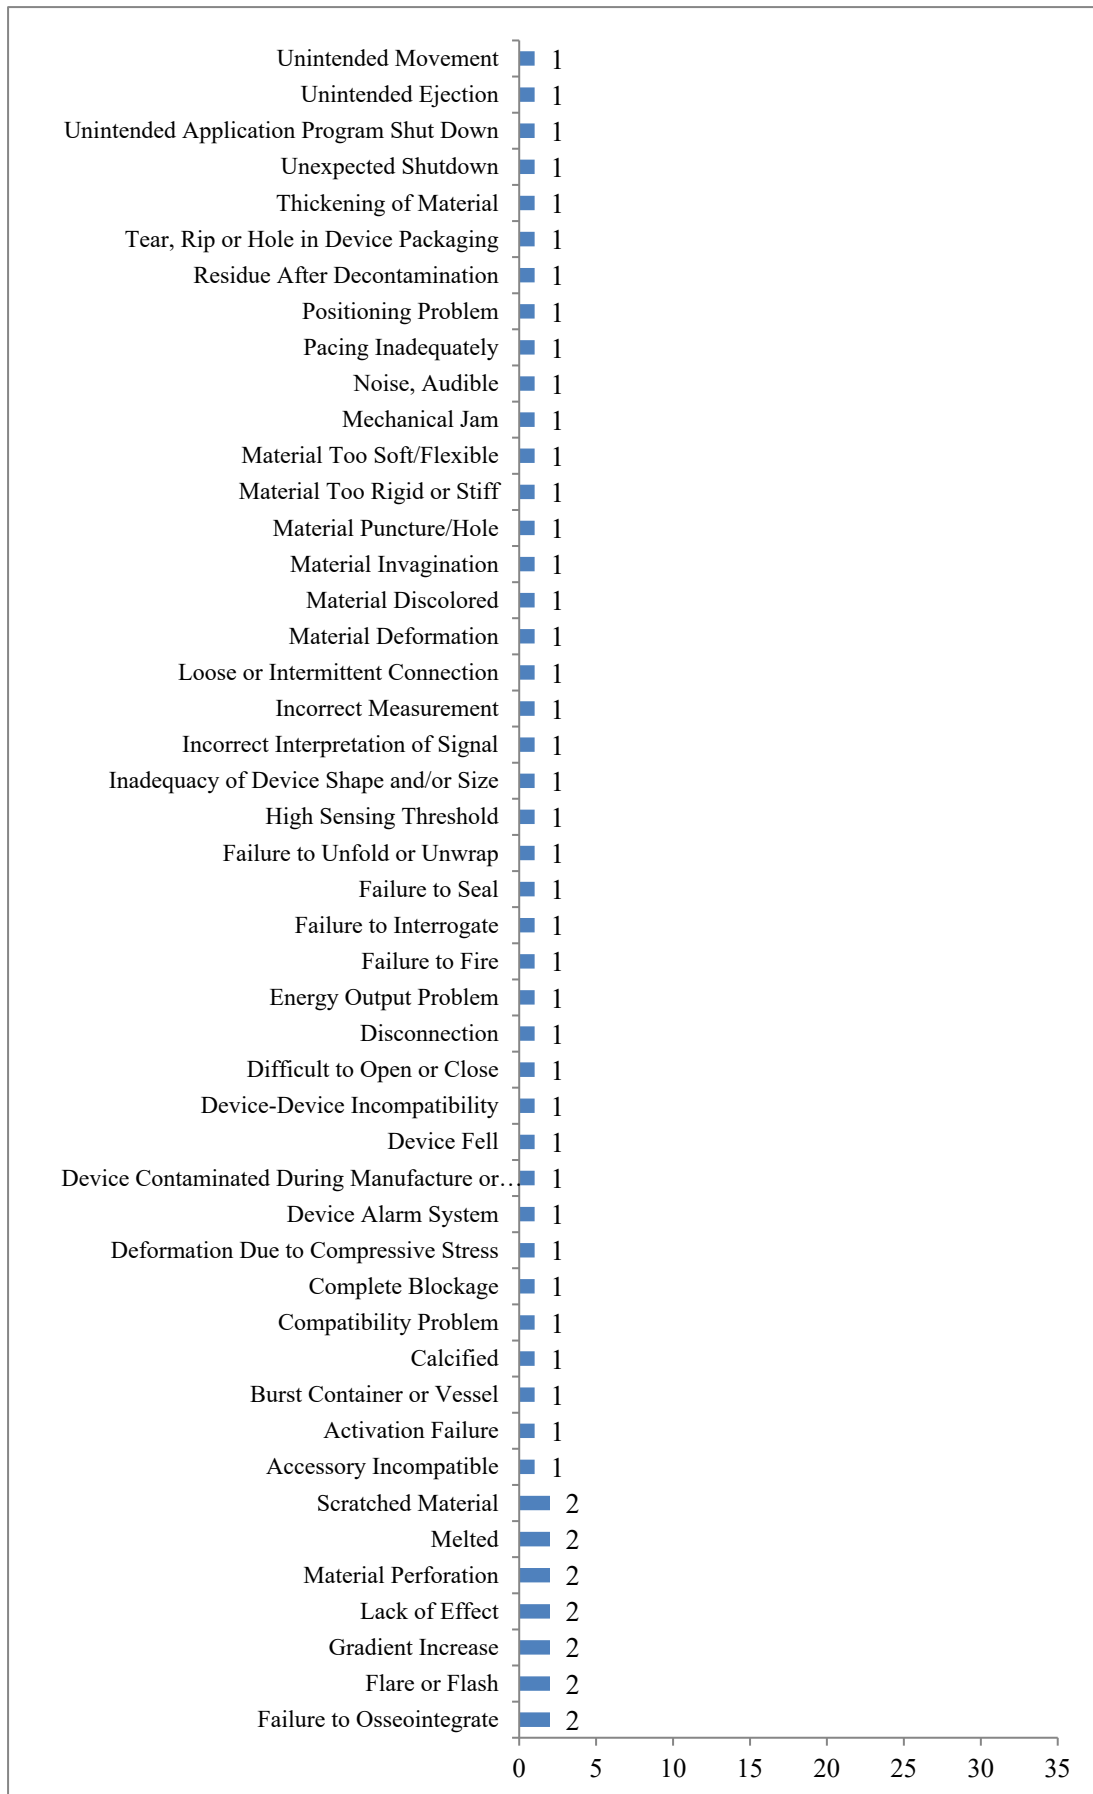 Unintended Movement 1
Unintended Ejection 1
Unintended Application Program Shut Down 1
Unexpected Shutdown 1
Thickening of Material 1
Tear, Rip or Hole in Device Packaging 1
Residue After Decontamination 1
Positioning Problem 1
Pacing Inadequately 1
Noise, Audible 1
Mechanical Jam 1
Material Too Soft/Flexible 1
Material Too Rigid or Stiff 1
Material Puncture/Hole 1
Material Invagination 1
Material Discolored 1
Material Deformation 1
Loose or Intermittent Connection 1
Incorrect Measurement 1
Incorrect Interpretation of Signal 1
Inadequacy of Device Shape and/or Size 1
High Sensing Threshold 1
Failure to Unfold or Unwrap 1
Failure to Seal 1
Failure to Interrogate 1
Failure to Fire 1
Energy Output Problem 1
Disconnection 1
Difficult to Open or Close 1
Device-Device Incompatibility 1
Device Fell 1
Device Contaminated During Manufacture or… 1
Device Alarm System 1
Deformation Due to Compressive Stress 1
Complete Blockage 1
Compatibility Problem 1
Calcified 1
Burst Container or Vessel 1
Activation Failure 1
Accessory Incompatible 1
Scratched Material 2
Melted 2
Material Perforation 2
Lack of Effect 2
Gradient Increase 2
Flare or Flash 2
Failure to Osseointegrate 2
0 5 10 15 20 25 30 35